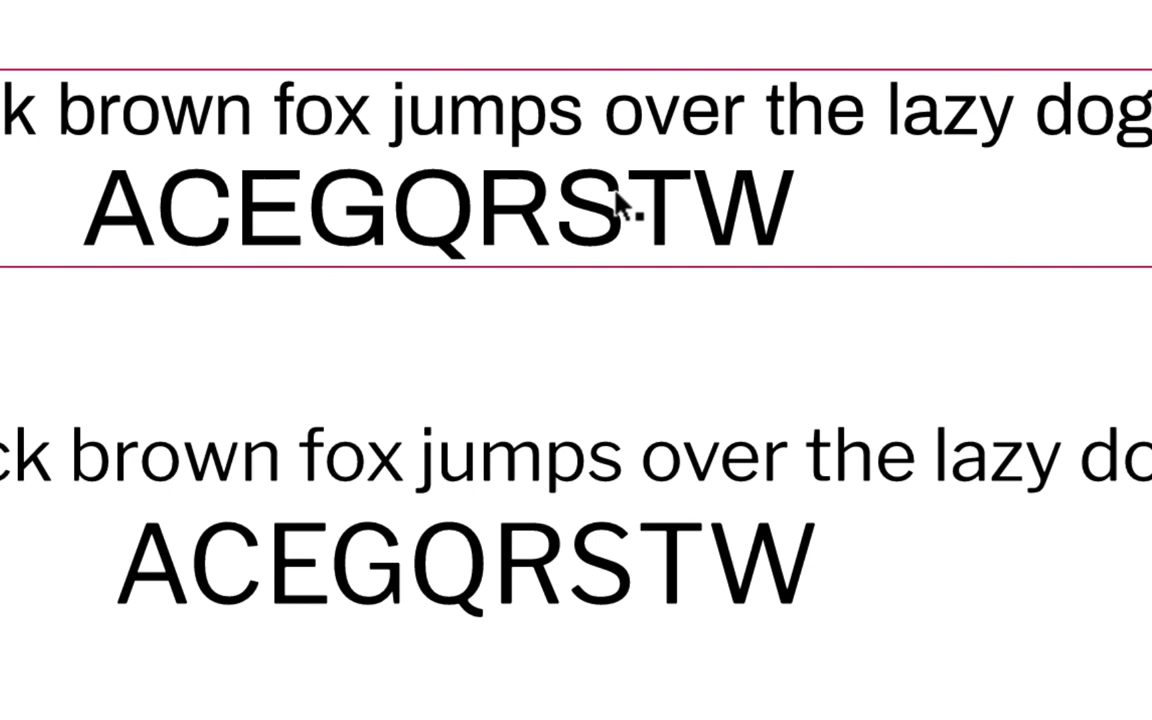 k brown fox jumps over the lazy dog
ACEGQRSTW
ck brown fox jumps over the lazy do
ACEGQRSTW